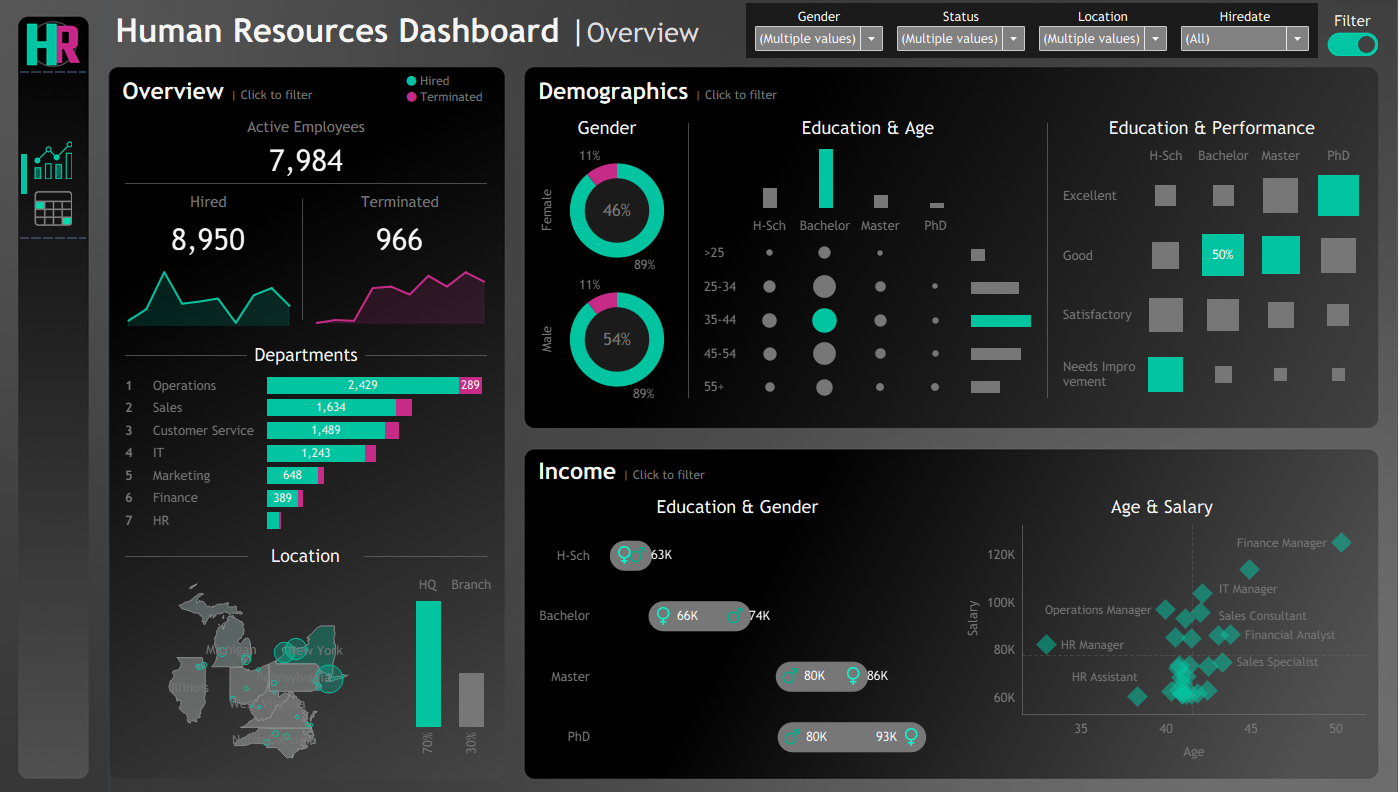 HR
Human Resources Dashboard | Overview
Gender
(Multiple values)
Status
(Multiple values)
Location
(Multiple values)
Hiredate
(All)
Filter
Overview | Click to filter
Hired
Terminated
Active Employees
7,984
Hired
8,950
Terminated
966
Departments
1 Operations 2,429 289
2 Sales 1,634
3 Customer Service 1,489
4 IT 1,243
5 Marketing 648
6 Finance 389
7 HR
Location
Michigan
New York
Illinois
Pennsylvania
West Virginia
North Carolina
HQ Branch
70% 30%
Demographics | Click to filter
Gender
11%
Female
46%
89%
11%
Male
54%
89%
Education & Age
H-Sch Bachelor Master PhD
>25
25-34
35-44
45-54
55+
Education & Performance
H-Sch Bachelor Master PhD
Excellent
Good 50%
Satisfactory
Needs Impro
vement
Income | Click to filter
Education & Gender
H-Sch 63K
Bachelor 66K 74K
Master 80K 86K
PhD 80K 93K
Age & Salary
Salary
120K
100K
80K
60K
Finance Manager
IT Manager
Operations Manager
Sales Consultant
Financial Analyst
HR Manager
Sales Specialist
HR Assistant
35 40 45 50
Age